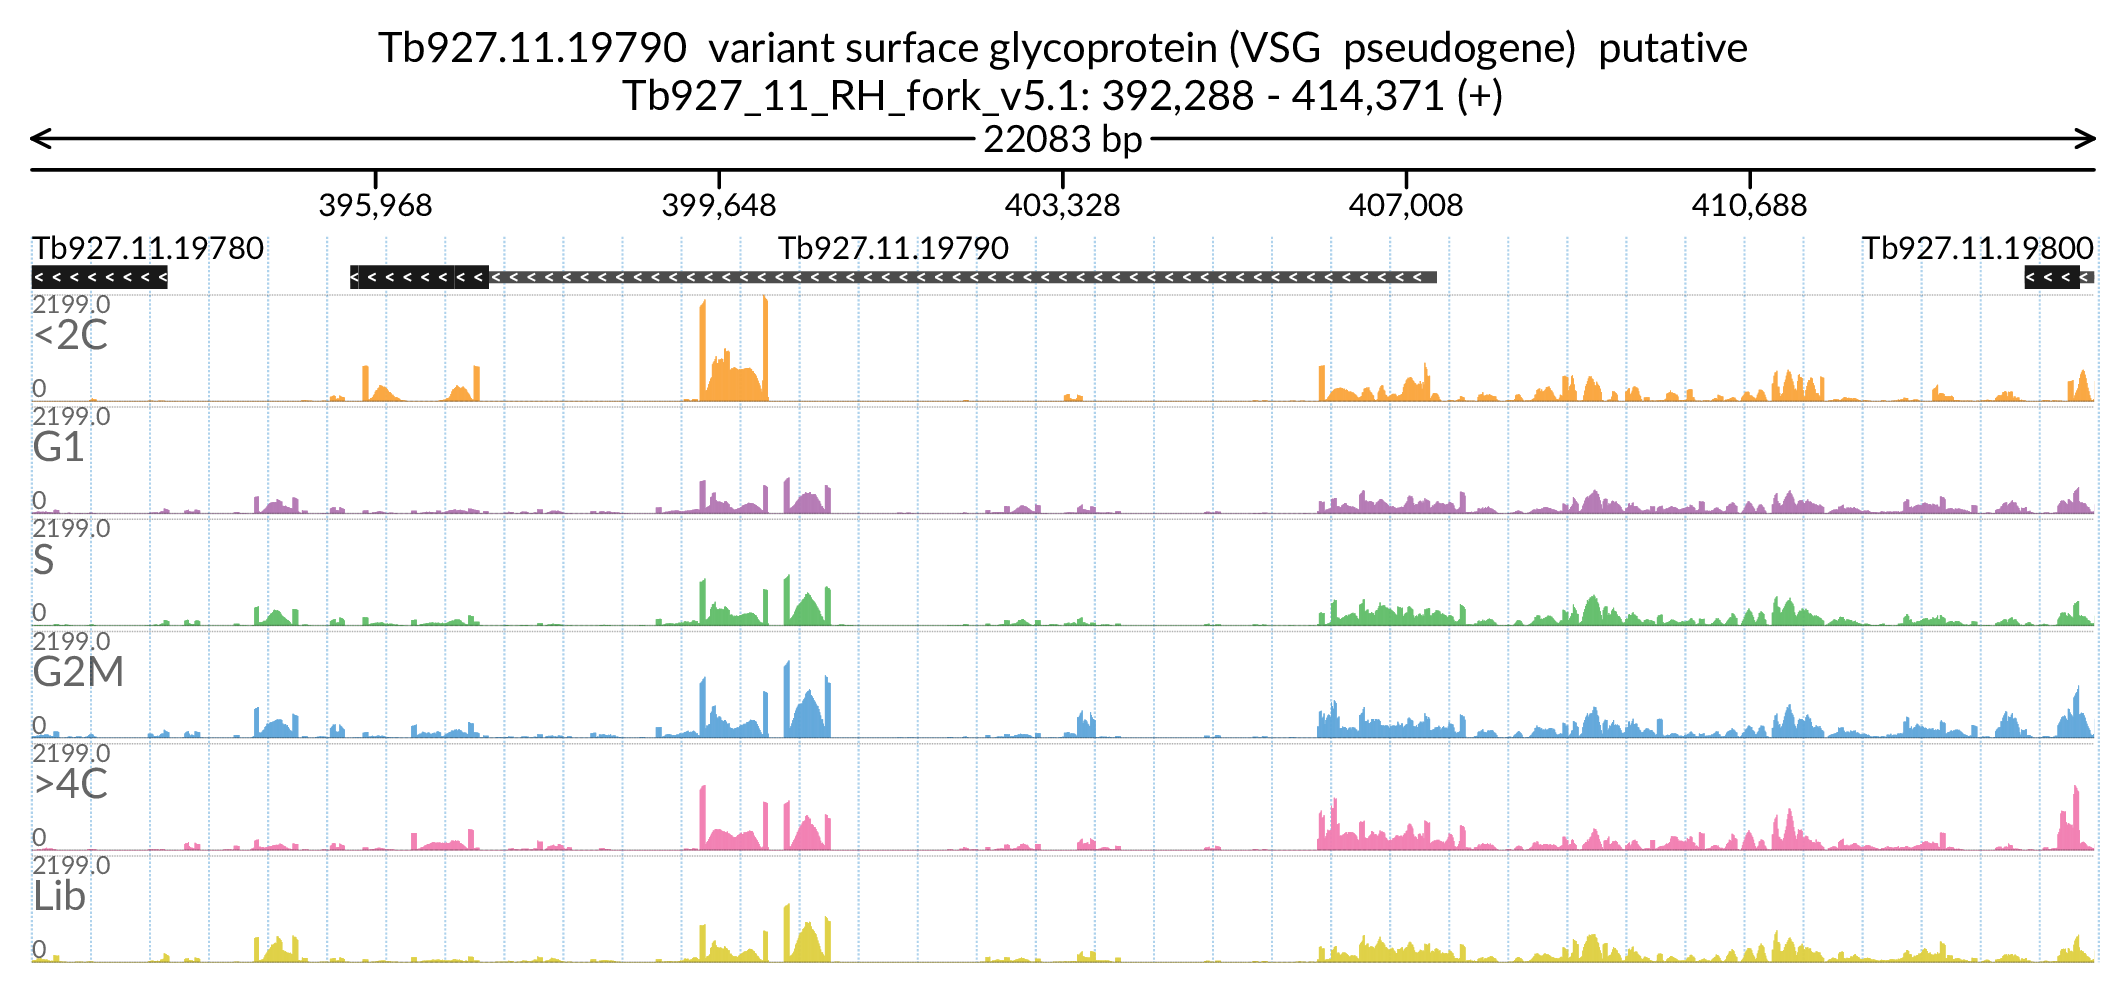 Tb927.11.19790  variant surface glycoprotein (VSG  pseudogene)  putative
Tb927_11_RH_fork_v5.1: 392,288 - 414,371 (+)
22083 bp
395,968 399,648 403,328 407,008 410,688
Tb927.11.19780 Tb927.11.19790 Tb927.11.19800
2199.0
<2C
0
2199.0
G1
0
2199.0
S
0
2199.0
G2M
0
2199.0
>4C
0
2199.0
Lib
0